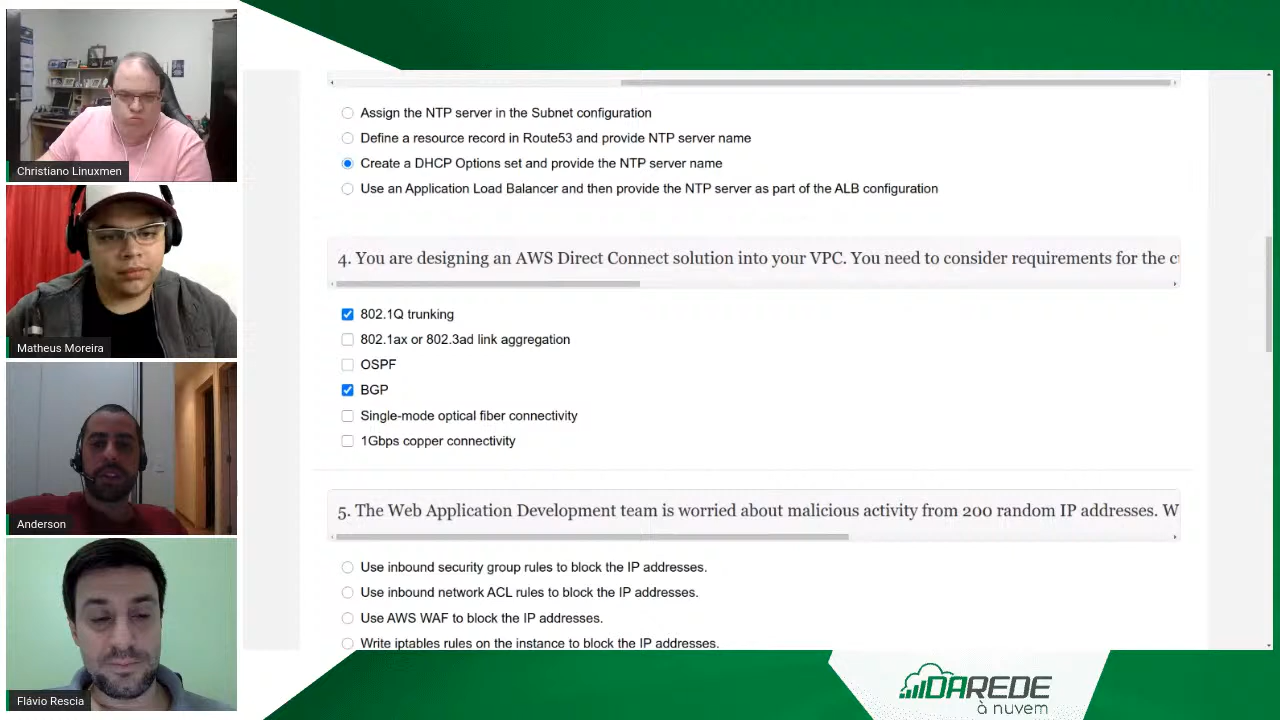 Christiano Linuxmen
Matheus Moreira
Anderson
Flávio Rescia
Assign the NTP server in the Subnet configuration
Define a resource record in Route53 and provide NTP server name
Create a DHCP Options set and provide the NTP server name
Use an Application Load Balancer and then provide the NTP server as part of the ALB configuration
4. You are designing an AWS Direct Connect solution into your VPC. You need to consider requirements for the
802.1Q trunking
802.1ax or 802.3ad link aggregation
OSPF
BGP
Single-mode optical fiber connectivity
1Gbps copper connectivity
5. The Web Application Development team is worried about malicious activity from 200 random IP addresses. W
Use inbound security group rules to block the IP addresses.
Use inbound network ACL rules to block the IP addresses.
Use AWS WAF to block the IP addresses.
Write iptables rules on the instance to block the IP addresses.
DAREDE
à nuvem